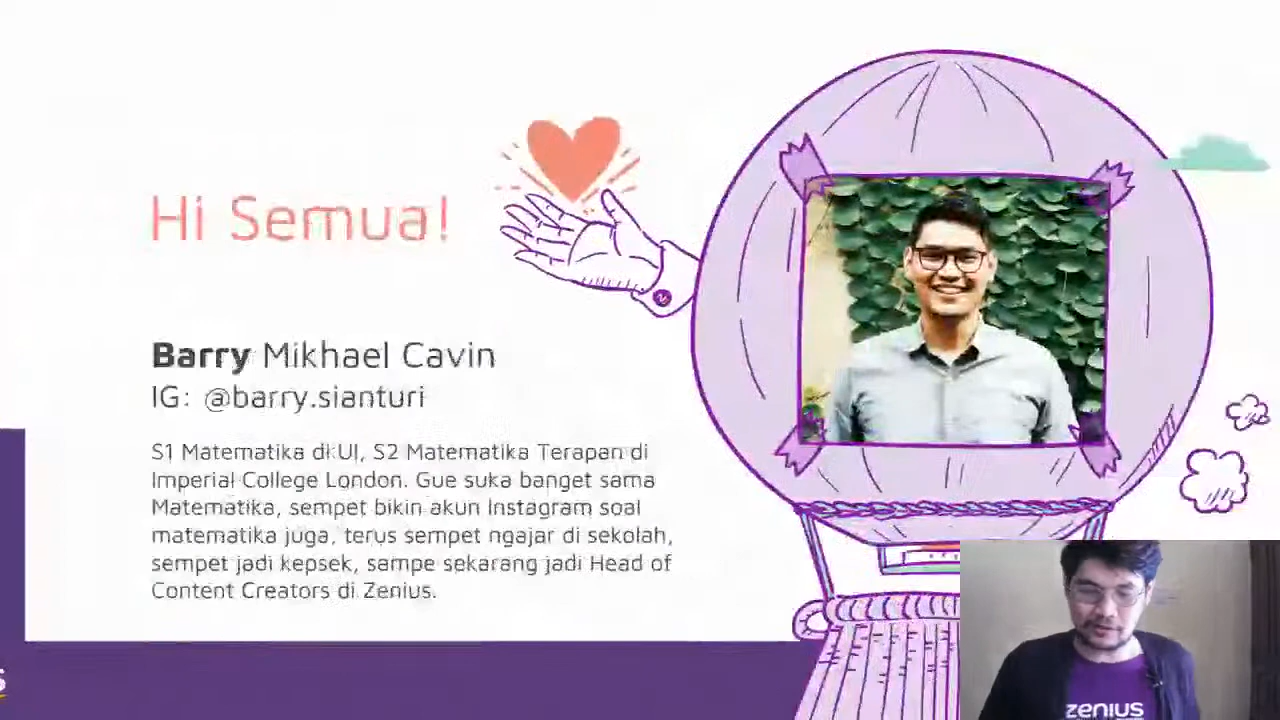 Hi Semua!
Barry Mikhael Cavin
IG: @barry.sianturi
S1 Matematika di UI, S2 Matematika Terapan di
Imperial College London. Gue suka banget sama
Matematika, sempet bikin akun Instagram soal
matematika juga, terus sempet ngajar di sekolah,
sempet jadi kepsek, sampe sekarang jadi Head of
Content Creators di Zenius.
zenius